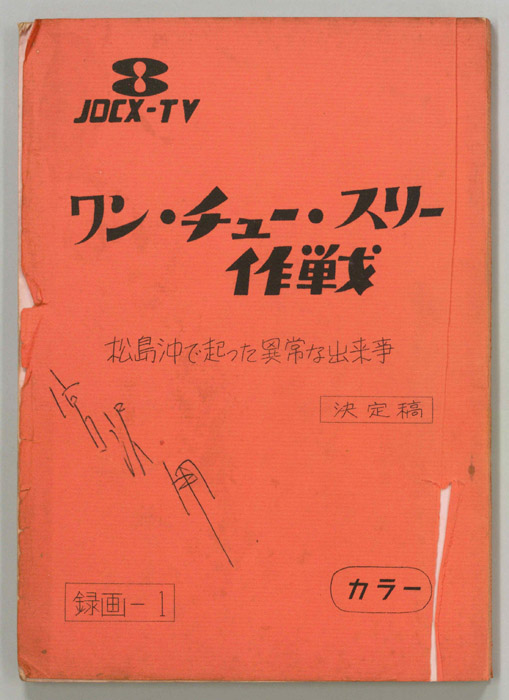 8
JOCX-TV
ワン・チュー・スリー
作戦
松島沖で起った異常な出来事
決定稿
録画-1
カラー